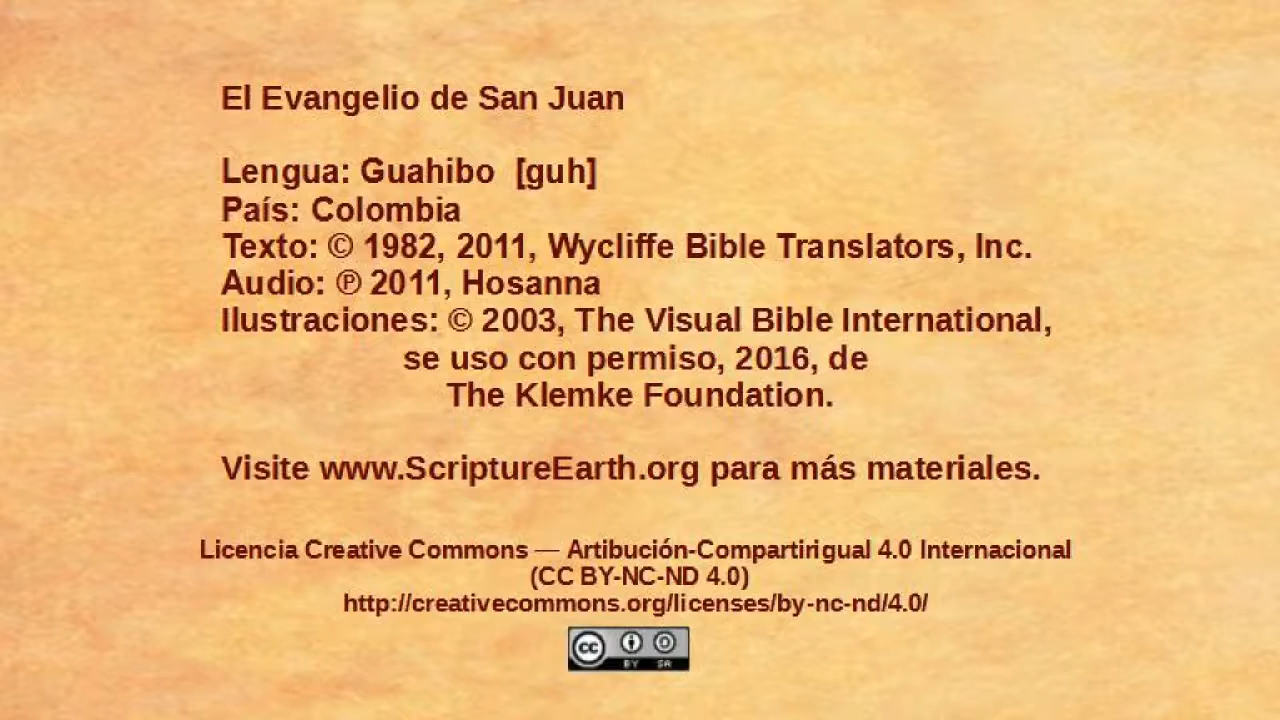 El Evangelio de San Juan
Lengua: Guahibo [guh]
País: Colombia
Texto: © 1982, 2011, Wycliffe Bible Translators, Inc.
Audio: ℗ 2011, Hosanna
Ilustraciones: © 2003, The Visual Bible International,
se uso con permiso, 2016, de
The Klemke Foundation.
Visite www.ScriptureEarth.org para más materiales.
Licencia Creative Commons — Artibución-Compartirigual 4.0 Internacional
(CC BY-NC-ND 4.0)
http://creativecommons.org/licenses/by-nc-nd/4.0/
cc
BY SA